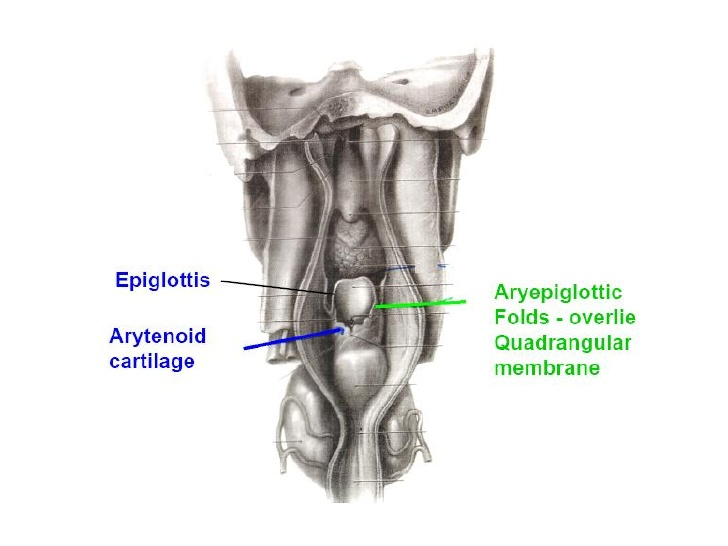 Epiglottis
Arytenoid
cartilage
Aryepiglottic
Folds - overlie
Quadrangular
membrane